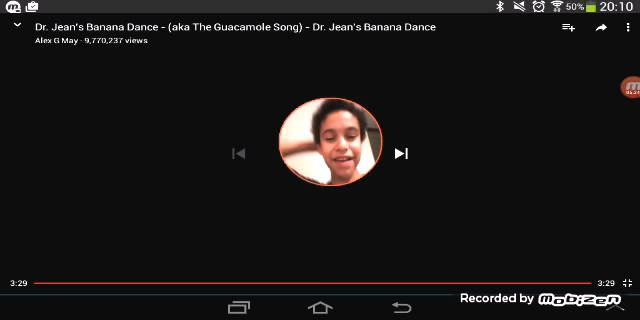 50% 20:10
Dr. Jean's Banana Dance - (aka The Guacamole Song) - Dr. Jean's Banana Dance
Alex G May · 9,770,237 views
3:29 3:29
Recorded by Mobizen